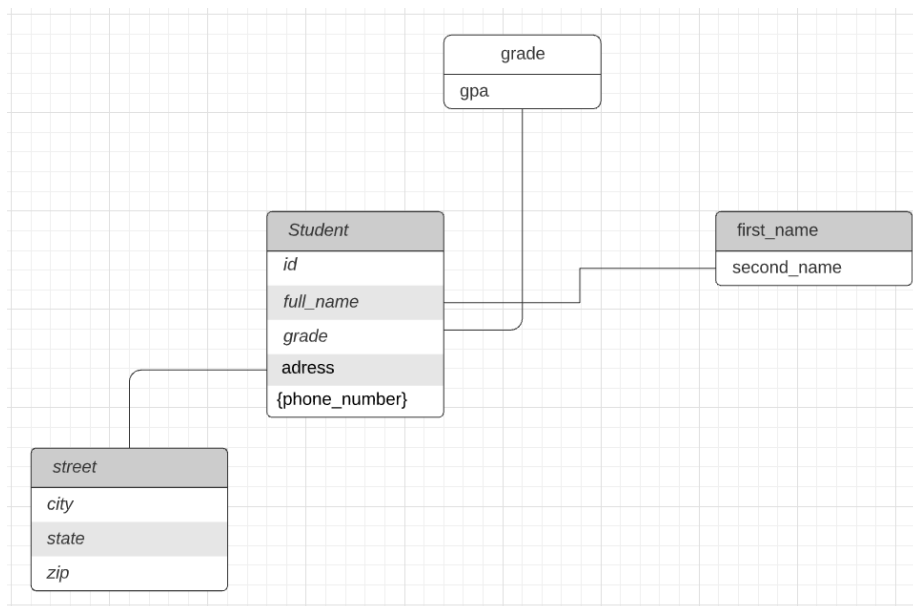 grade
gpa
Student
id
full_name
grade
adress
{phone_number}
first_name
second_name
street
city
state
zip